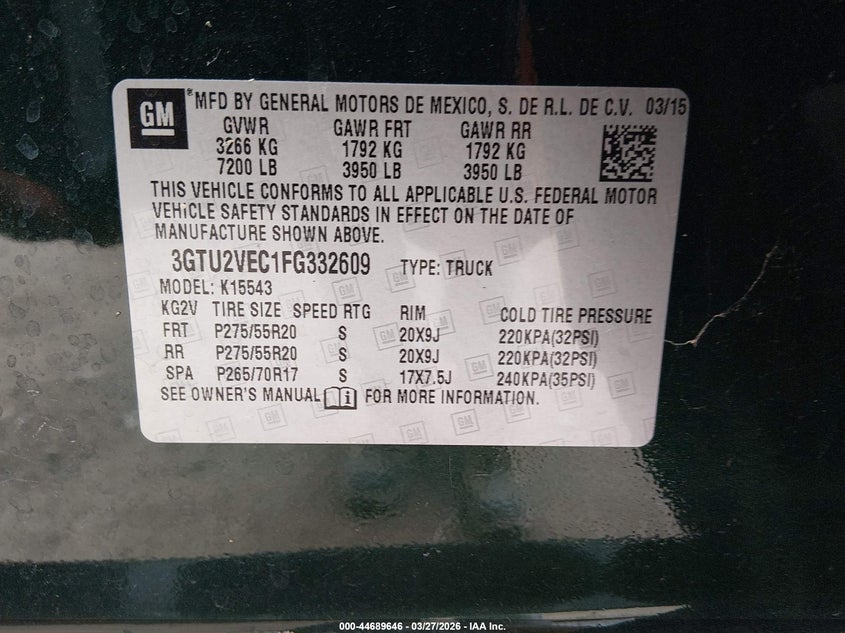 GM
® MFD BY GENERAL MOTORS DE MEXICO, S. DE R.L. DE C.V. 03/15
GVWR GAWR FRT GAWR RR
3266 KG 1792 KG 1792 KG
7200 LB 3950 LB 3950 LB
THIS VEHICLE CONFORMS TO ALL APPLICABLE U.S. FEDERAL MOTOR
VEHICLE SAFETY STANDARDS IN EFFECT ON THE DATE OF
MANUFACTURE SHOWN ABOVE.
3GTU2VEC1FG332609 TYPE: TRUCK
MODEL: K15543
KG2V TIRE SIZE SPEED RTG RIM COLD TIRE PRESSURE
FRT P275/55R20 S 20X9J 220KPA(32PSI)
RR P275/55R20 S 20X9J 220KPA(32PSI)
SPA P265/70R17 S 17X7.5J 240KPA(35PSI)
SEE OWNER'S MANUAL i FOR MORE INFORMATION.
000-44689646 - 03/27/2026 - IAA Inc.